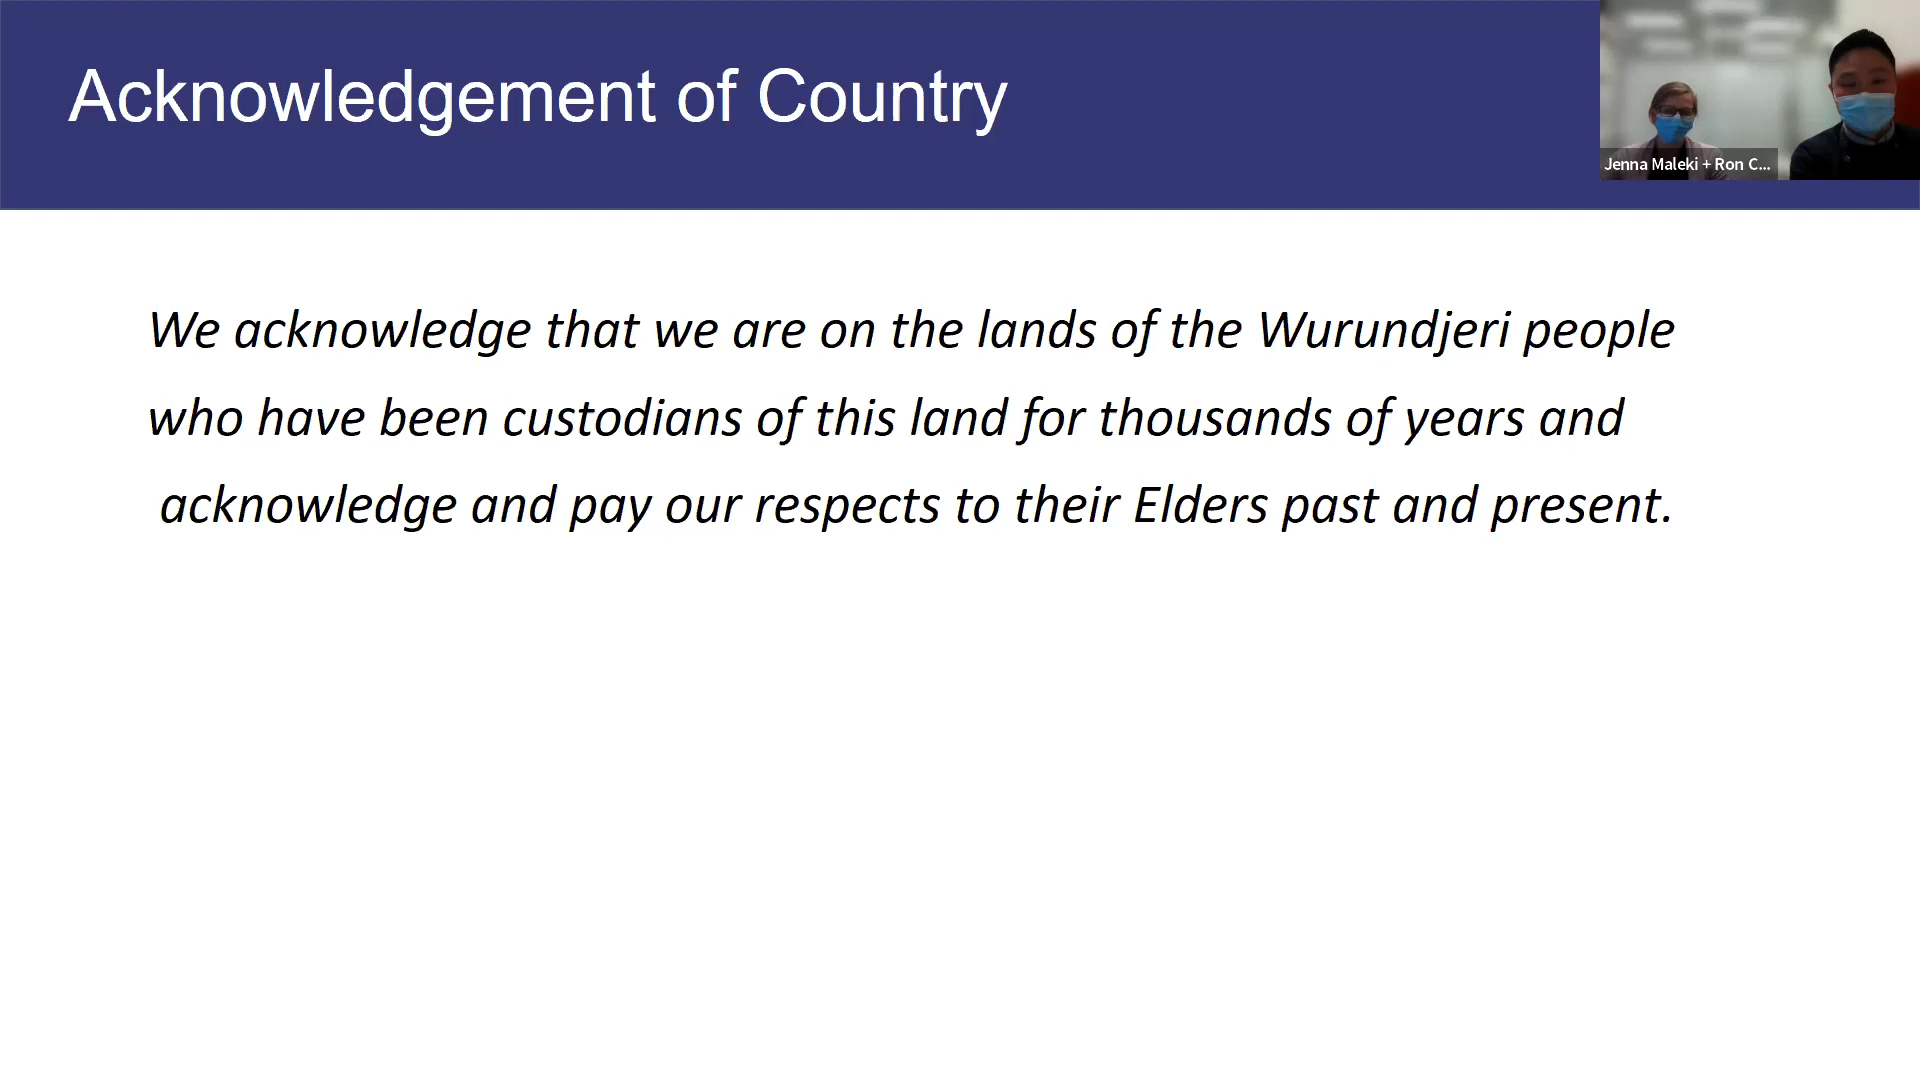 Acknowledgement of Country
Jenna Maleki + Ron C...
We acknowledge that we are on the lands of the Wurundjeri people
who have been custodians of this land for thousands of years and
acknowledge and pay our respects to their Elders past and present.